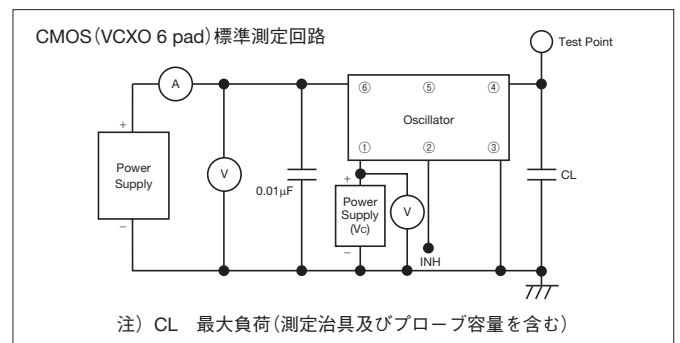 CMOS(VCXO 6 pad)標準測定回路
Test Point
A
⑥ ⑤ ④
Oscillator
① ② ③
+
Power
Supply
−
V
0.01μF
+
Power
Supply
(Vc)
−
V
INH
CL
注) CL 最大負荷(測定治具及びプローブ容量を含む)